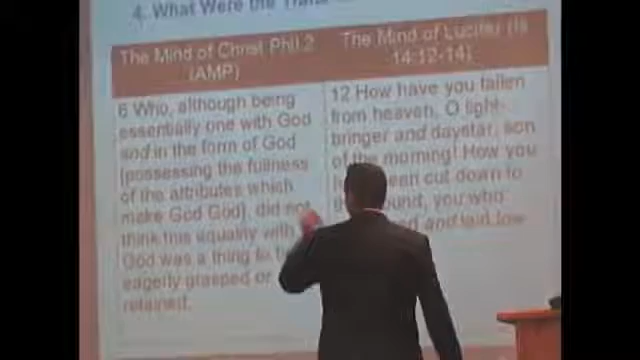 4. What Were the
The Mind of Christ Phil.2
(AMP)
6 Who, although being
essentially one with God
and in the form of God
[possessing the fullness
of the attributes which
make God God], did not
think this equality with
God was a thing to
eagerly grasped or
retained.
The Mind of Lucifer (Is
14:12-14)
12 How have you fallen
from heaven, O light-
bringer and daystar, son
of the morning! How you
cut down to
you who
and laid low